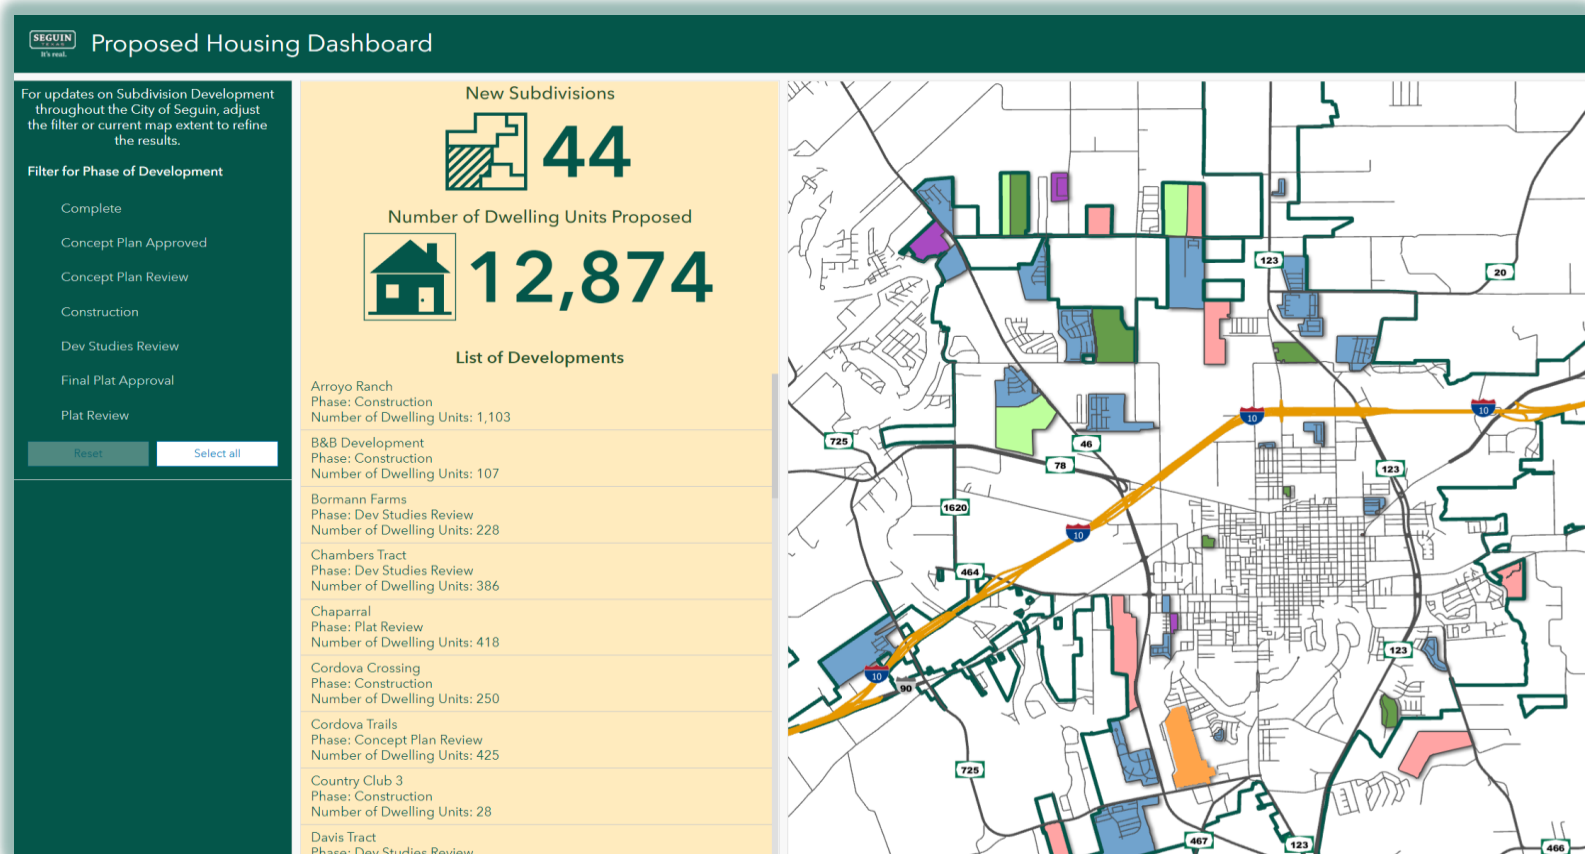 SEGUIN
TEXAS
It's real.
Proposed Housing Dashboard
For updates on Subdivision Development
throughout the City of Seguin, adjust
the filter or current map extent to refine
the results.
Filter for Phase of Development
Complete
Concept Plan Approved
Concept Plan Review
Construction
Dev Studies Review
Final Plat Approval
Plat Review
Reset
Select all
New Subdivisions
44
Number of Dwelling Units Proposed
12,874
List of Developments
Arroyo Ranch
Phase: Construction
Number of Dwelling Units: 1,103
B&B Development
Phase: Construction
Number of Dwelling Units: 107
Bormann Farms
Phase: Dev Studies Review
Number of Dwelling Units: 228
Chambers Tract
Phase: Dev Studies Review
Number of Dwelling Units: 386
Chaparral
Phase: Plat Review
Number of Dwelling Units: 418
Cordova Crossing
Phase: Construction
Number of Dwelling Units: 250
Cordova Trails
Phase: Concept Plan Review
Number of Dwelling Units: 425
Country Club 3
Phase: Construction
Number of Dwelling Units: 28
Davis Tract
Phase: Dev Studies Review
123
20
10
10
725
46
78
123
1620
10
464
123
10
90
725
467
123
466